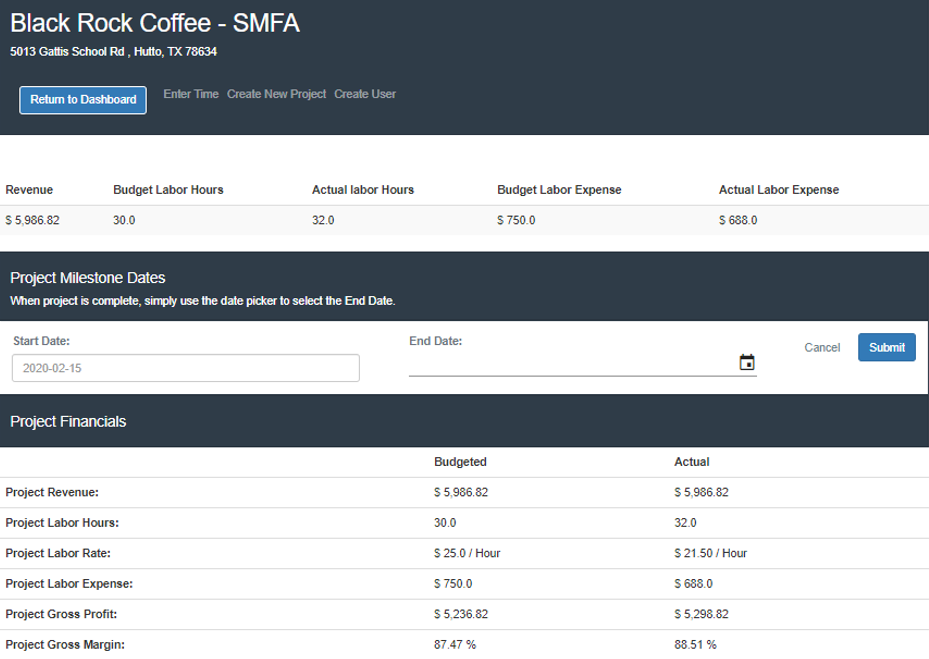 Black Rock Coffee - SMFA
5013 Gattis School Rd , Hutto, TX 78634
Return to Dashboard Enter Time Create New Project Create User
Revenue Budget Labor Hours Actual labor Hours Budget Labor Expense Actual Labor Expense
$ 5,986.82 30.0 32.0 $ 750.0 $ 688.0
Project Milestone Dates
When project is complete, simply use the date picker to select the End Date.
Start Date: End Date: Cancel Submit
2020-02-15
Project Financials
Budgeted Actual
Project Revenue: $ 5,986.82 $ 5,986.82
Project Labor Hours: 30.0 32.0
Project Labor Rate: $ 25.0 / Hour $ 21.50 / Hour
Project Labor Expense: $ 750.0 $ 688.0
Project Gross Profit: $ 5,236.82 $ 5,298.82
Project Gross Margin: 87.47 % 88.51 %